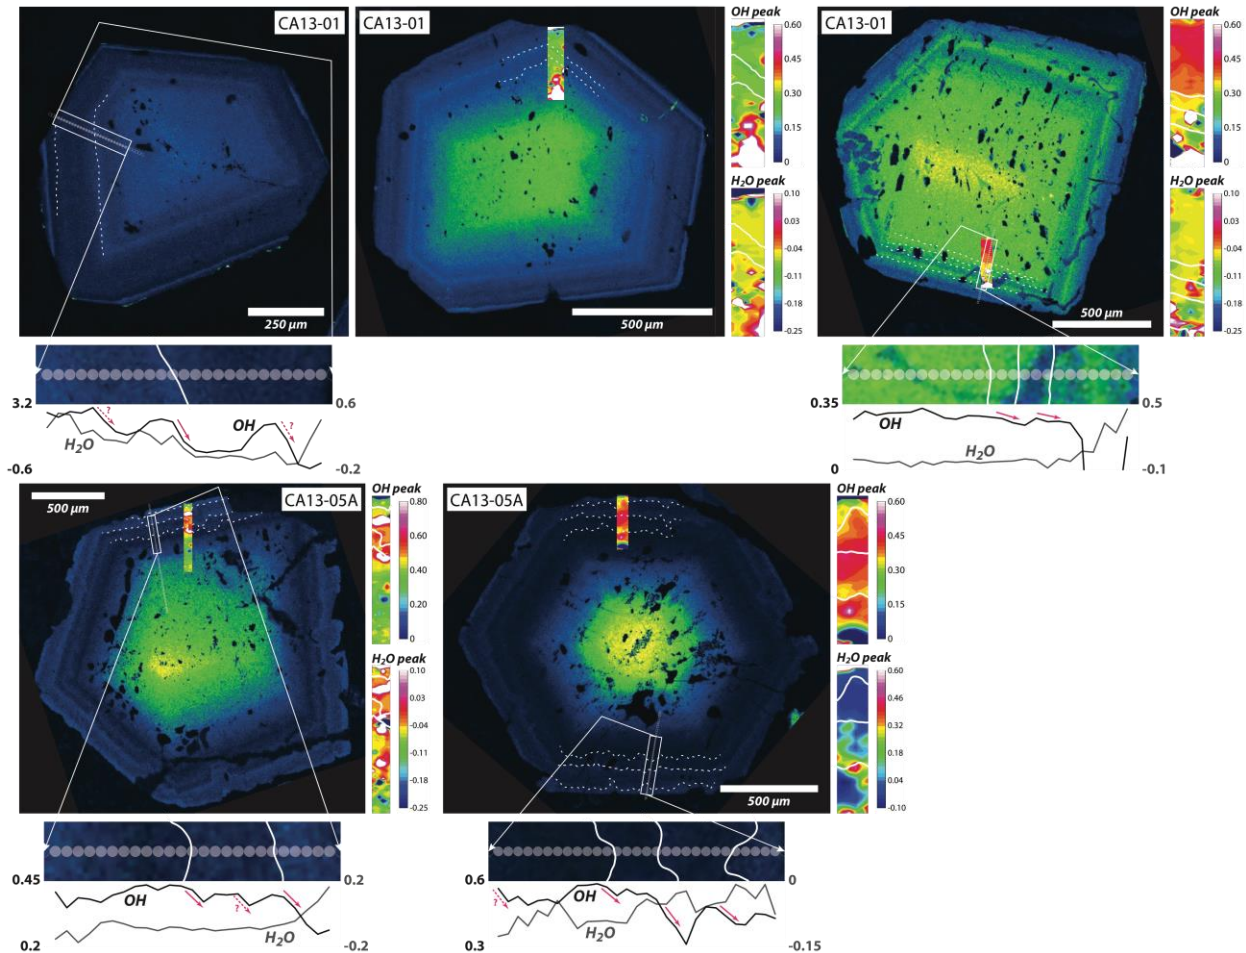 CA13-01
250 µm
CA13-01
500 µm
OH peak
0.60
0.45
0.30
0.15
0
H2O peak
0.10
0.03
-0.04
-0.11
-0.18
-0.25
CA13-01
500 µm
OH peak
0.60
0.45
0.30
0.15
0
H2O peak
0.10
0.03
-0.04
-0.11
-0.18
-0.25
3.2
0.6
?
OH
?
H2O
-0.6
-0.2
0.35
0.5
OH
H2O
0
-0.1
500 µm
CA13-05A
OH peak
0.80
0.60
0.40
0.20
0
H2O peak
0.10
0.03
-0.04
-0.11
-0.18
-0.25
CA13-05A
500 µm
OH peak
0.60
0.45
0.30
0.15
0
H2O peak
0.60
0.46
0.32
0.18
0.04
-0.10
0.45
0.2
OH
?
H2O
0.2
-0.2
0.6
0
?
OH
H2O
0.3
-0.15